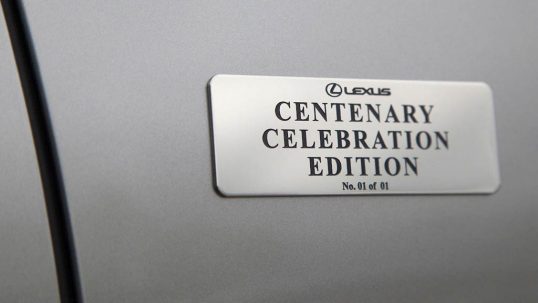 LEXUS
CENTENARY
CELEBRATION
EDITION
No. 01 of 01